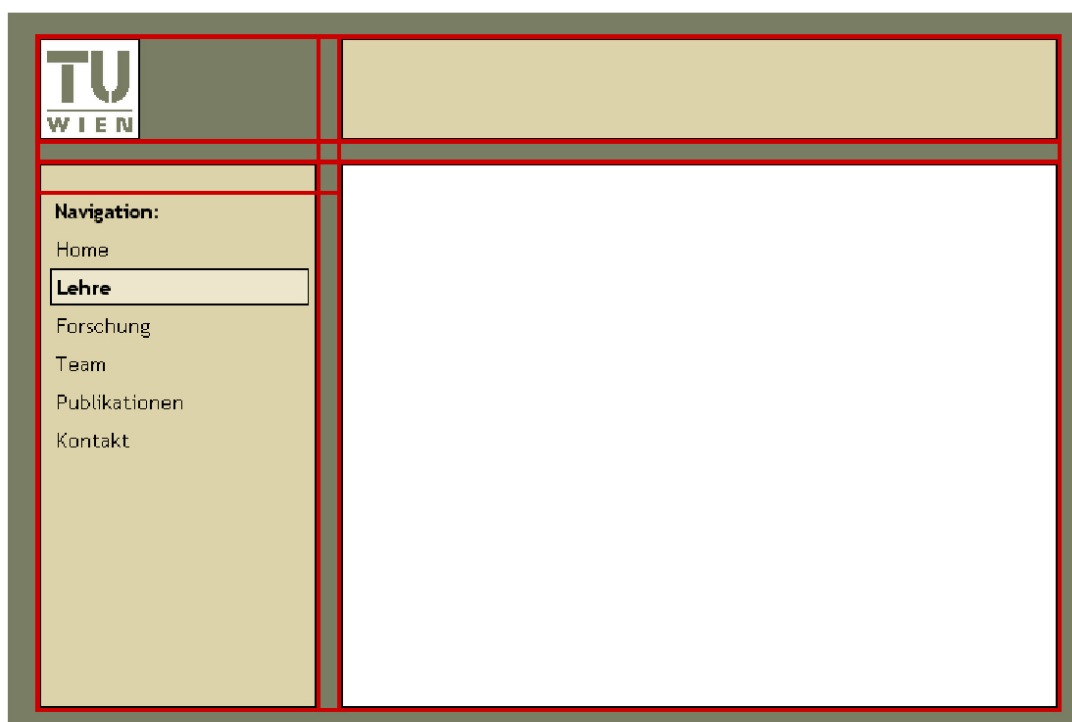 TU
WIEN
Navigation:
Home
Lehre
Forschung
Team
Publikationen
Kontakt